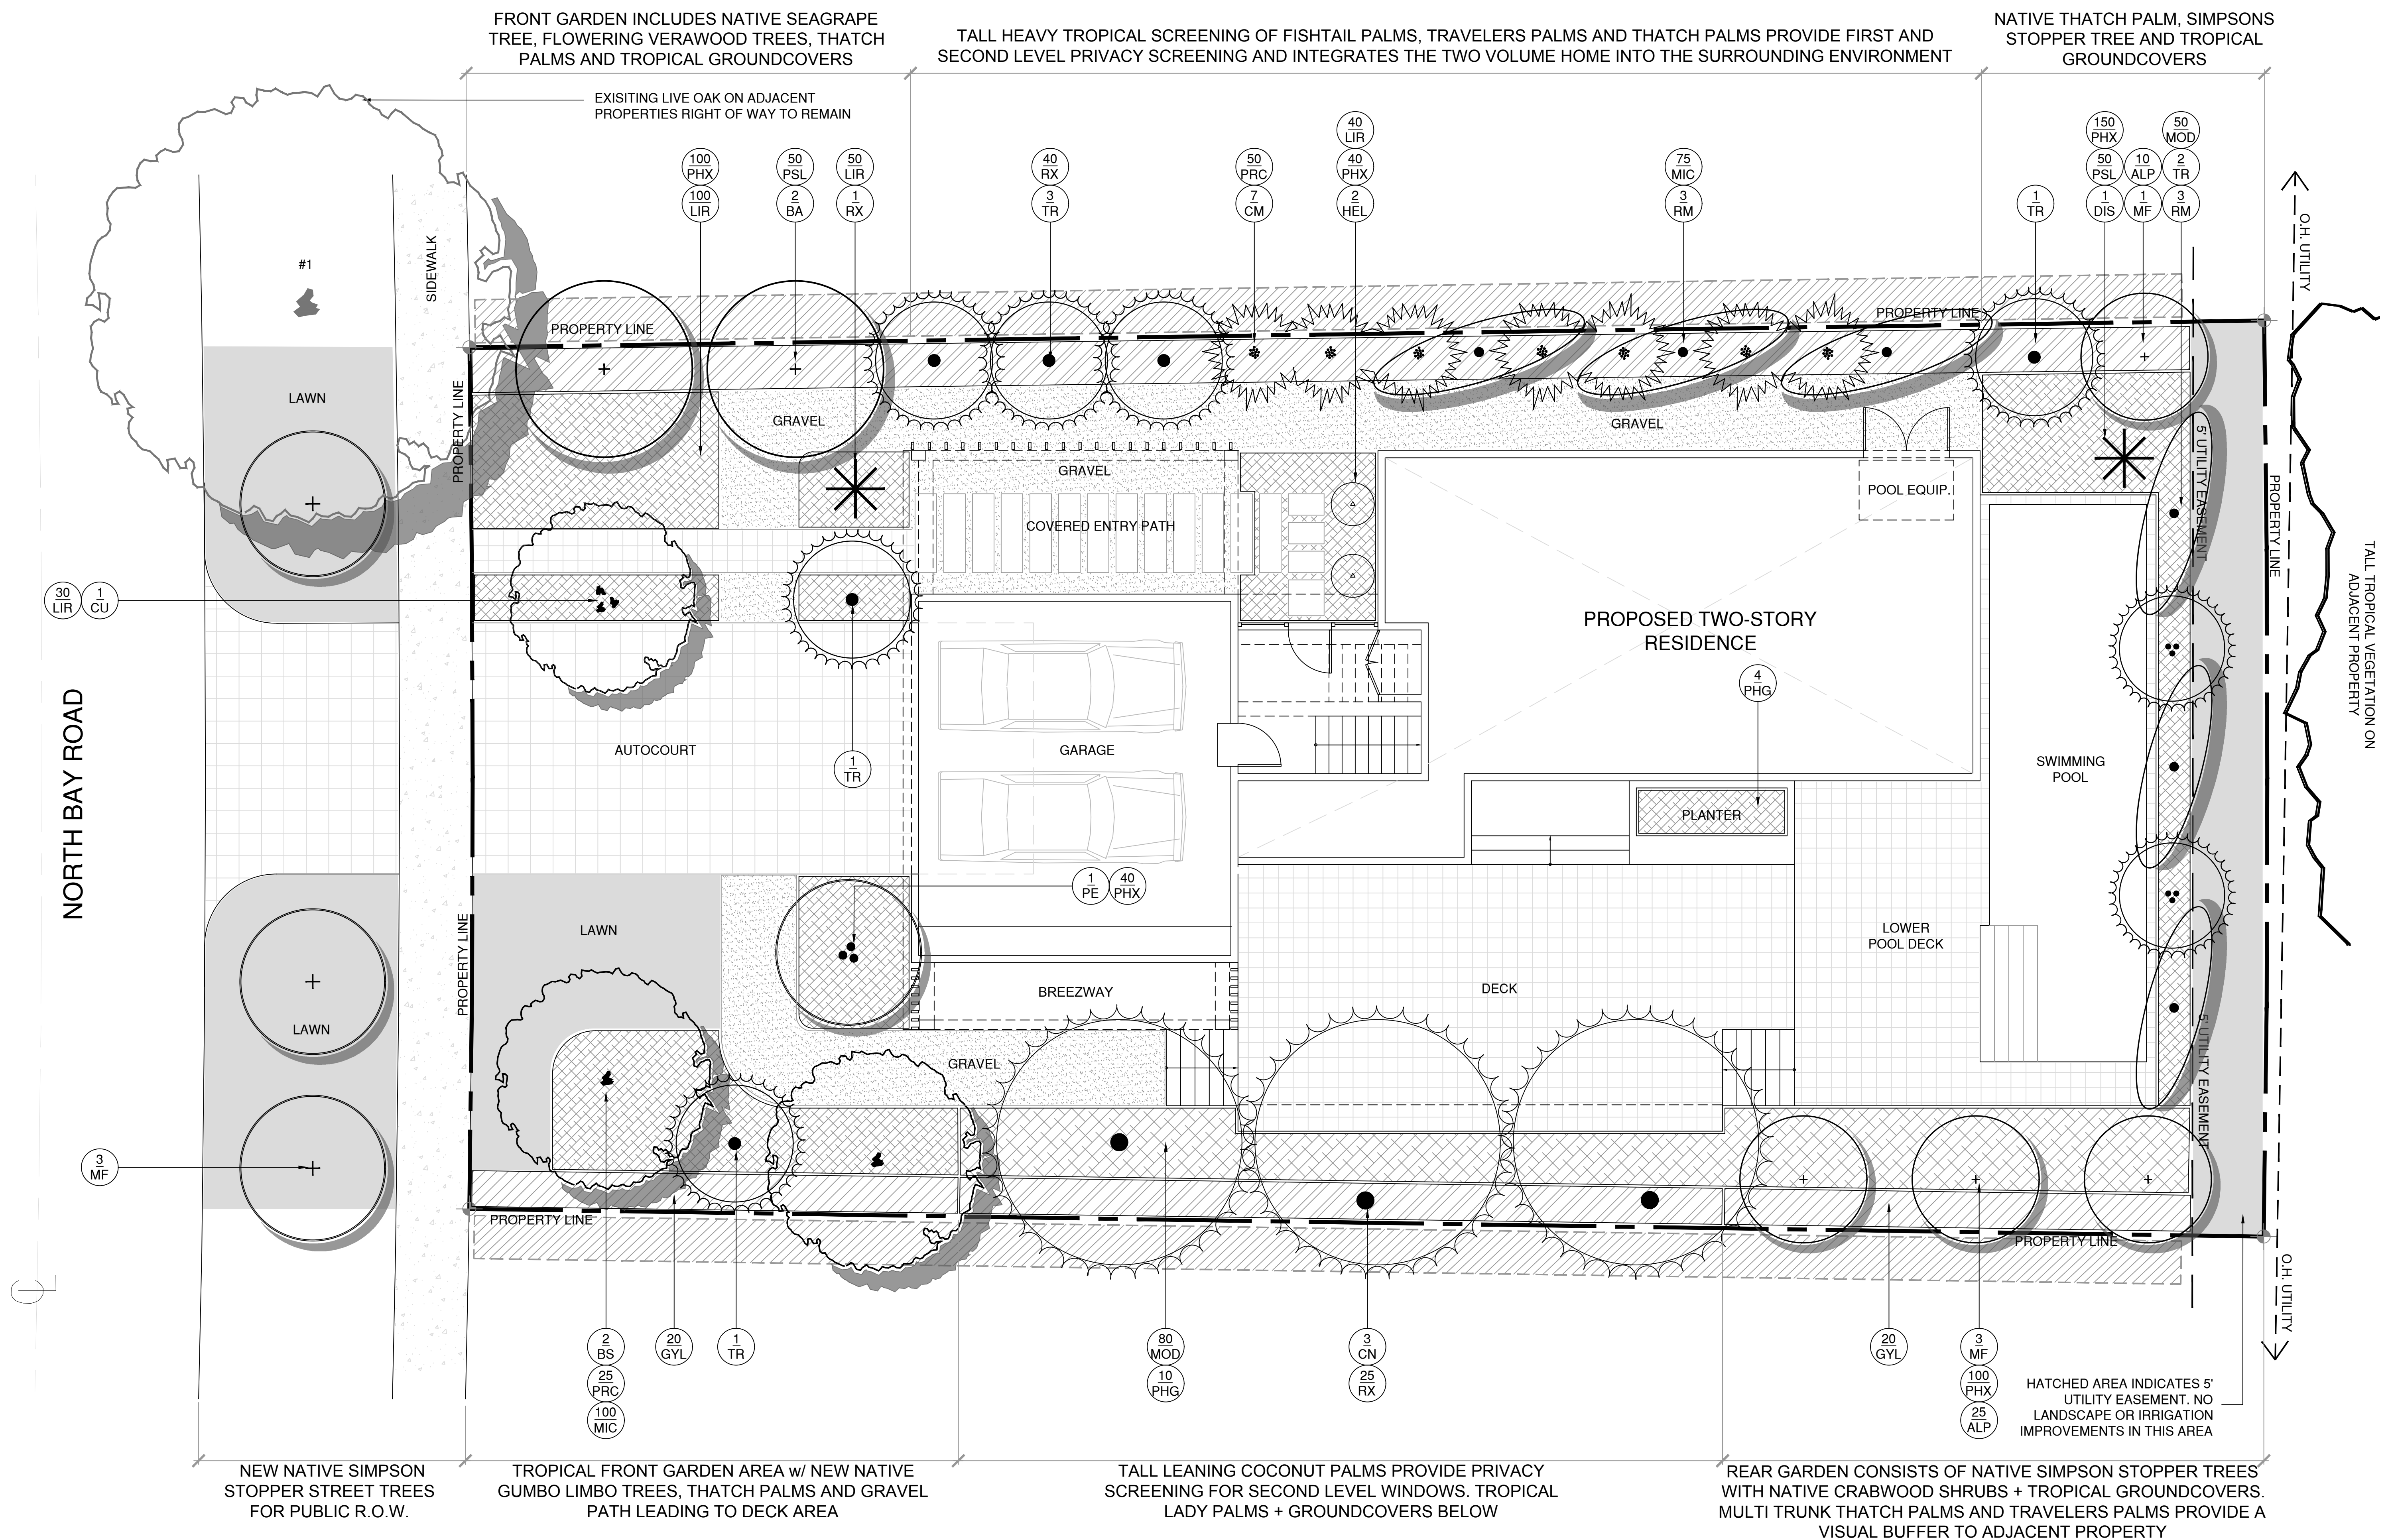 FRONT GARDEN INCLUDES NATIVE SEAGRAPE
TREE, FLOWERING VERAWOOD TREES, THATCH
PALMS AND TROPICAL GROUNDCOVERS
TALL HEAVY TROPICAL SCREENING OF FISHTAIL PALMS, TRAVELERS PALMS AND THATCH PALMS PROVIDE FIRST AND
SECOND LEVEL PRIVACY SCREENING AND INTEGRATES THE TWO VOLUME HOME INTO THE SURROUNDING ENVIRONMENT
NATIVE THATCH PALM, SIMPSONS
STOPPER TREE AND TROPICAL
GROUNDCOVERS
EXISITING LIVE OAK ON ADJACENT
PROPERTIES RIGHT OF WAY TO REMAIN
100
PHX
100
LIR
50
PSL
2
BA
50
LIR
1
RX
40
RX
3
TR
50
PRC
7
CM
40
LIR
40
PHX
2
HEL
75
MIC
3
RM
1
TR
150
PHX
50
PSL
1
DIS
10
ALP
1
MF
50
MOD
2
TR
3
RM
O.H. UTILITY
#1
SIDEWALK
PROPERTY LINE
PROPERTY LINE
LAWN
PROPERTY LINE
GRAVEL
GRAVEL
GRAVEL
5' UTILITY EASEMENT
PROPERTY LINE
POOL EQUIP.
COVERED ENTRY PATH
30
LIR
1
CU
PROPOSED TWO-STORY
RESIDENCE
TALL TROPICAL VEGETATION ON
ADJACENT PROPERTY
4
PHG
NORTH BAY ROAD
AUTOCOURT
GARAGE
1
TR
SWIMMING
POOL
PLANTER
1
PE
40
PHX
LAWN
PROPERTY LINE
LOWER
POOL DECK
BREEZWAY
DECK
LAWN
GRAVEL
5' UTILITY EASEMENT
3
MF
PROPERTY LINE
PROPERTY LINE
O.H. UTILITY
CL
2
BS
25
PRC
100
MIC
20
GYL
1
TR
80
MOD
10
PHG
3
CN
25
RX
20
GYL
3
MF
100
PHX
25
ALP
HATCHED AREA INDICATES 5'
UTILITY EASEMENT. NO
LANDSCAPE OR IRRIGATION
IMPROVEMENTS IN THIS AREA
NEW NATIVE SIMPSON
STOPPER STREET TREES
FOR PUBLIC R.O.W.
TROPICAL FRONT GARDEN AREA w/ NEW NATIVE
GUMBO LIMBO TREES, THATCH PALMS AND GRAVEL
PATH LEADING TO DECK AREA
TALL LEANING COCONUT PALMS PROVIDE PRIVACY
SCREENING FOR SECOND LEVEL WINDOWS. TROPICAL
LADY PALMS + GROUNDCOVERS BELOW
REAR GARDEN CONSISTS OF NATIVE SIMPSON STOPPER TREES
WITH NATIVE CRABWOOD SHRUBS + TROPICAL GROUNDCOVERS.
MULTI TRUNK THATCH PALMS AND TRAVELERS PALMS PROVIDE A
VISUAL BUFFER TO ADJACENT PROPERTY